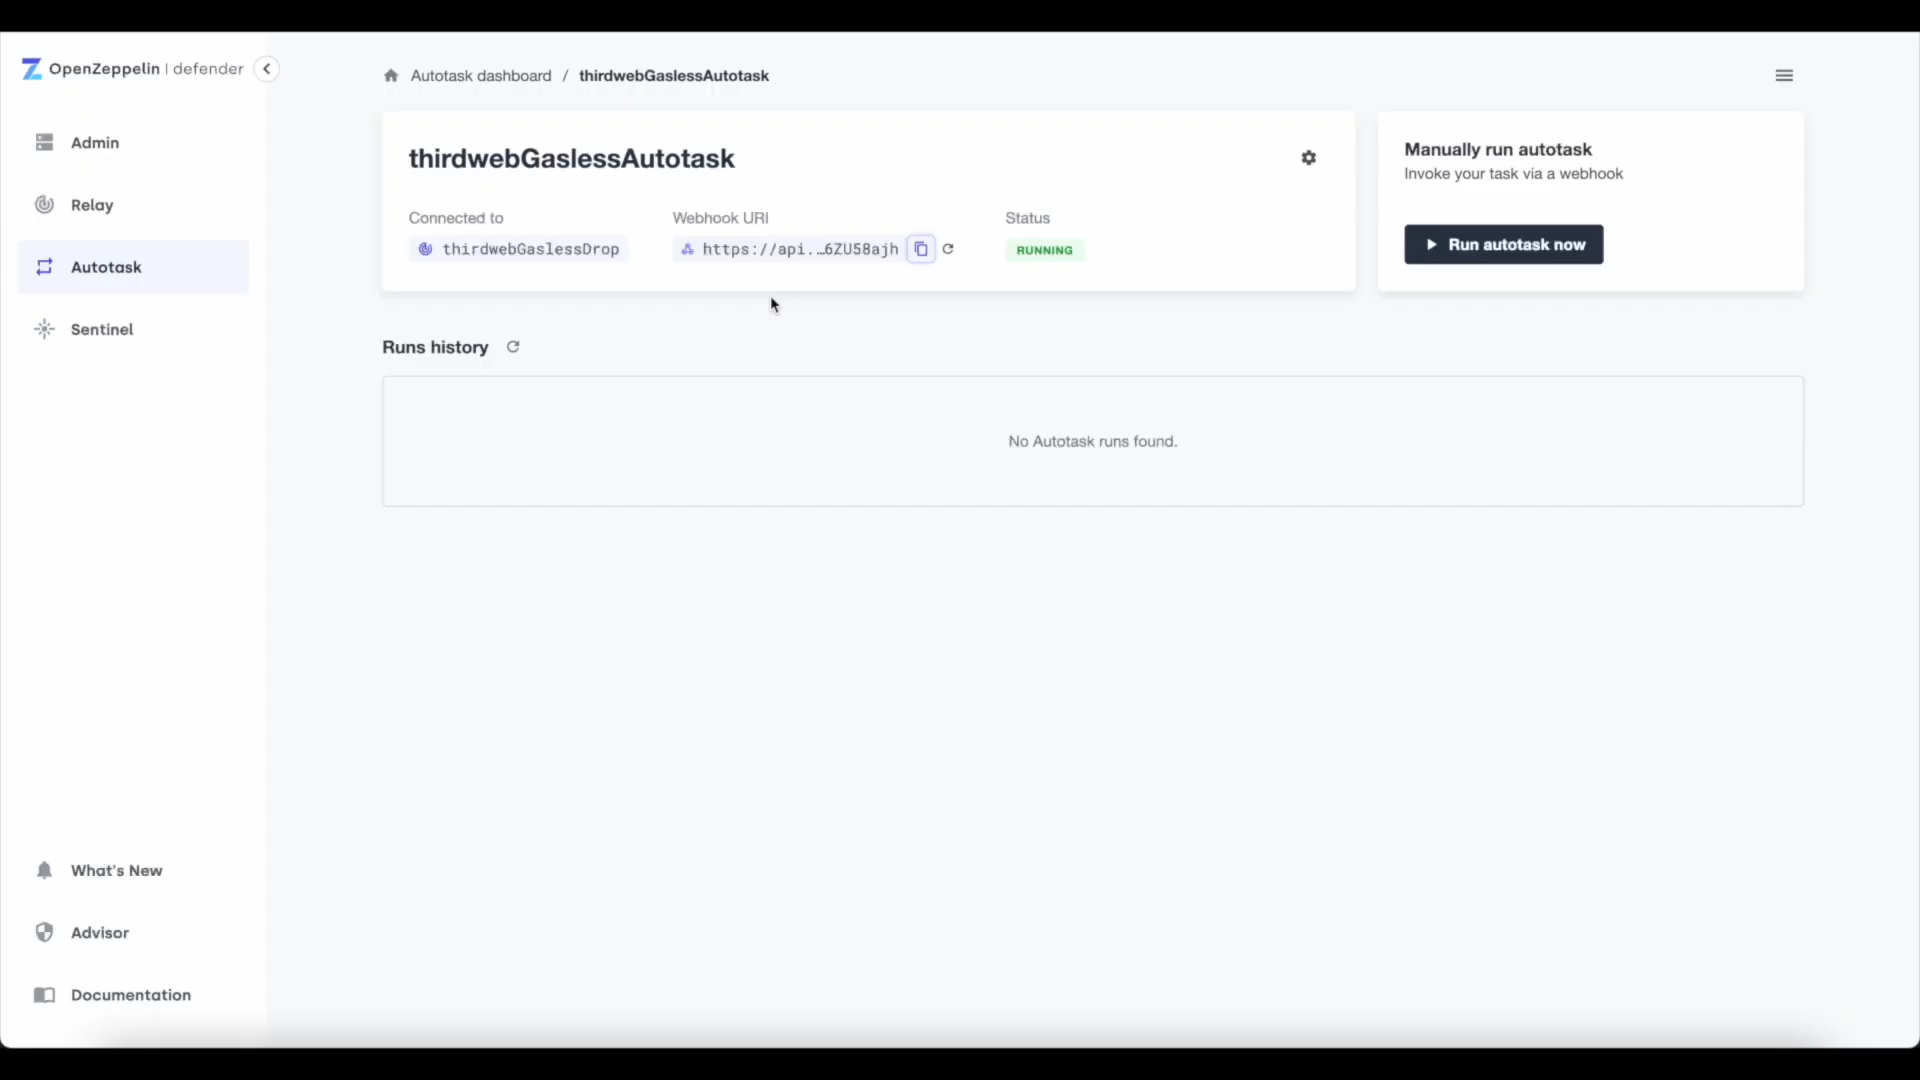 OpenZeppelin | defender
Admin
Relay
Autotask
Sentinel
What's New
Advisor
Documentation
Autotask dashboard / thirdwebGaslessAutotask
thirdwebGaslessAutotask
Connected to
thirdwebGaslessDrop
Webhook URI
https://api.…6ZU58ajh
Status
RUNNING
Manually run autotask
Invoke your task via a webhook
Run autotask now
Runs history
No Autotask runs found.